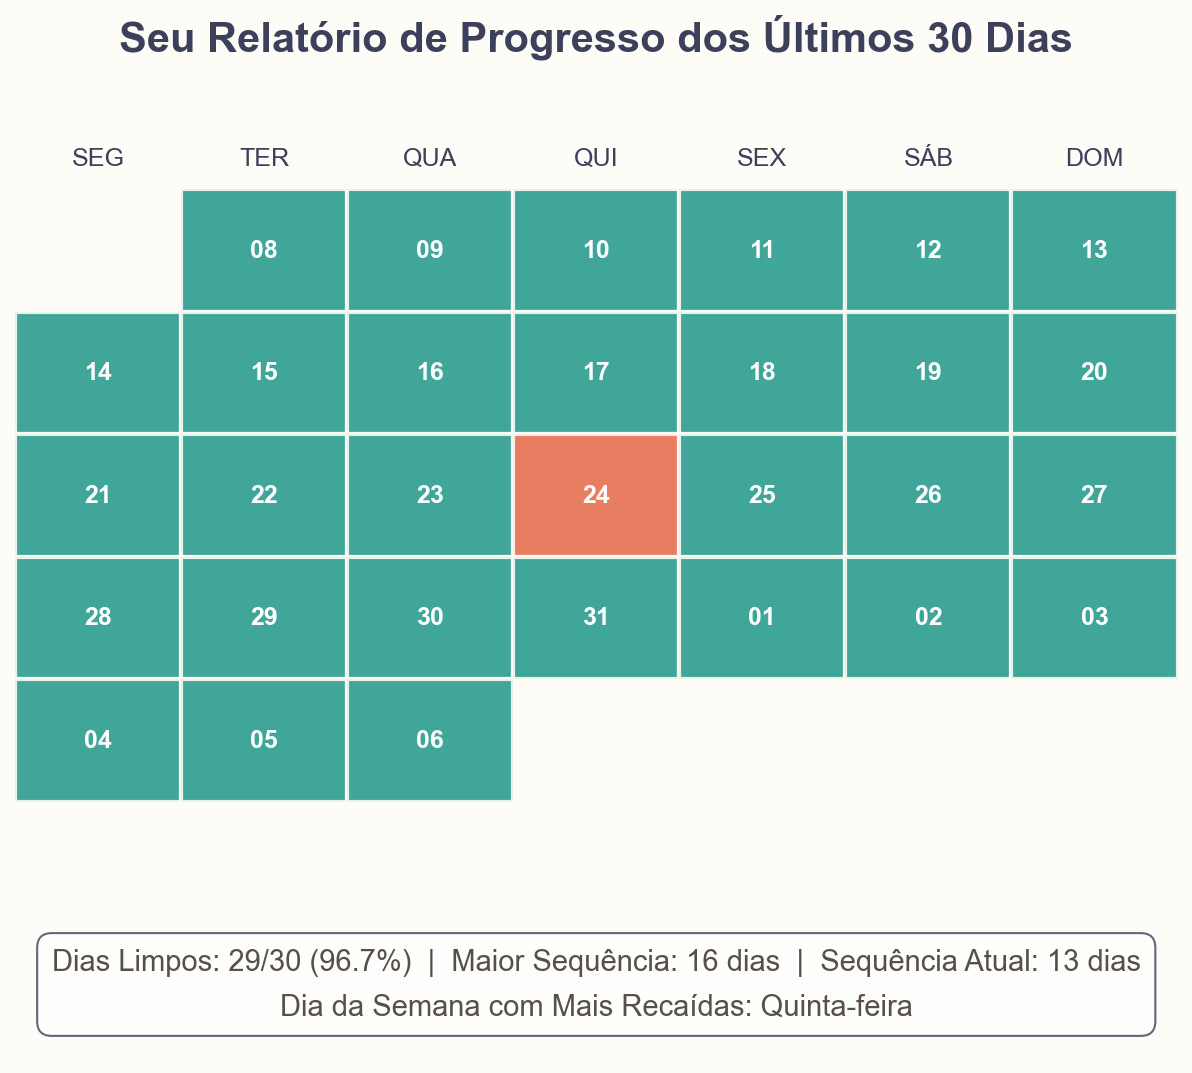 Seu Relatório de Progresso dos Últimos 30 Dias
SEG TER QUA QUI SEX SÁB DOM
08 09 10 11 12 13
14 15 16 17 18 19 20
21 22 23 24 25 26 27
28 29 30 31 01 02 03
04 05 06
Dias Limpos: 29/30 (96.7%) | Maior Sequência: 16 dias | Sequência Atual: 13 dias
Dia da Semana com Mais Recaídas: Quinta-feira